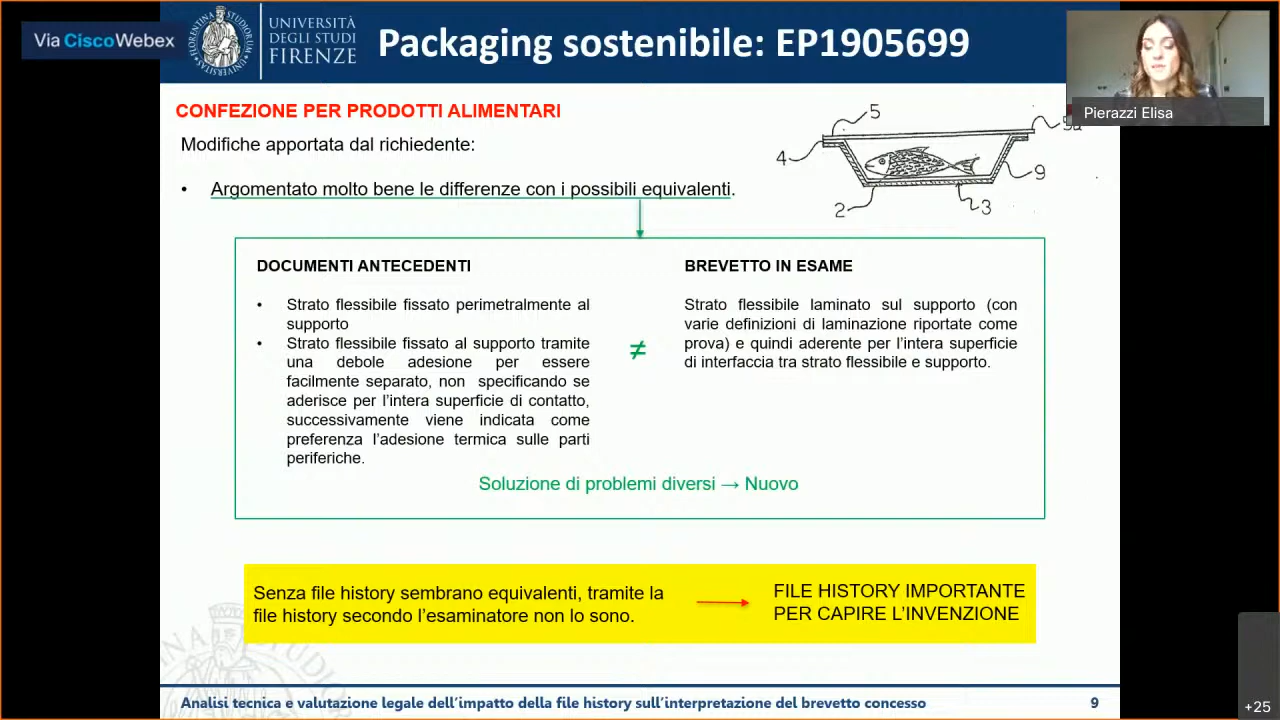 Via CiscoWebex
UNIVERSITÀ
DEGLI STUDI
FIRENZE
Packaging sostenibile: EP1905699
Pierazzi Elisa
CONFEZIONE PER PRODOTTI ALIMENTARI
Modifiche apportata dal richiedente:
• Argomentato molto bene le differenze con i possibili equivalenti.
5
5a
4
9
2
3
DOCUMENTI ANTECEDENTI
• Strato flessibile fissato perimetralmente al
supporto
• Strato flessibile fissato al supporto tramite
una debole adesione per essere
facilmente separato, non specificando se
aderisce per l’intera superficie di contatto,
successivamente viene indicata come
preferenza l’adesione termica sulle parti
periferiche.
≠
BREVETTO IN ESAME
Strato flessibile laminato sul supporto (con
varie definizioni di laminazione riportate come
prova) e quindi aderente per l’intera superficie
di interfaccia tra strato flessibile e supporto.
Soluzione di problemi diversi → Nuovo
Senza file history sembrano equivalenti, tramite la
file history secondo l’esaminatore non lo sono.
FILE HISTORY IMPORTANTE
PER CAPIRE L’INVENZIONE
Analisi tecnica e valutazione legale dell’impatto della file history sull’interpretazione del brevetto concesso
9
+25